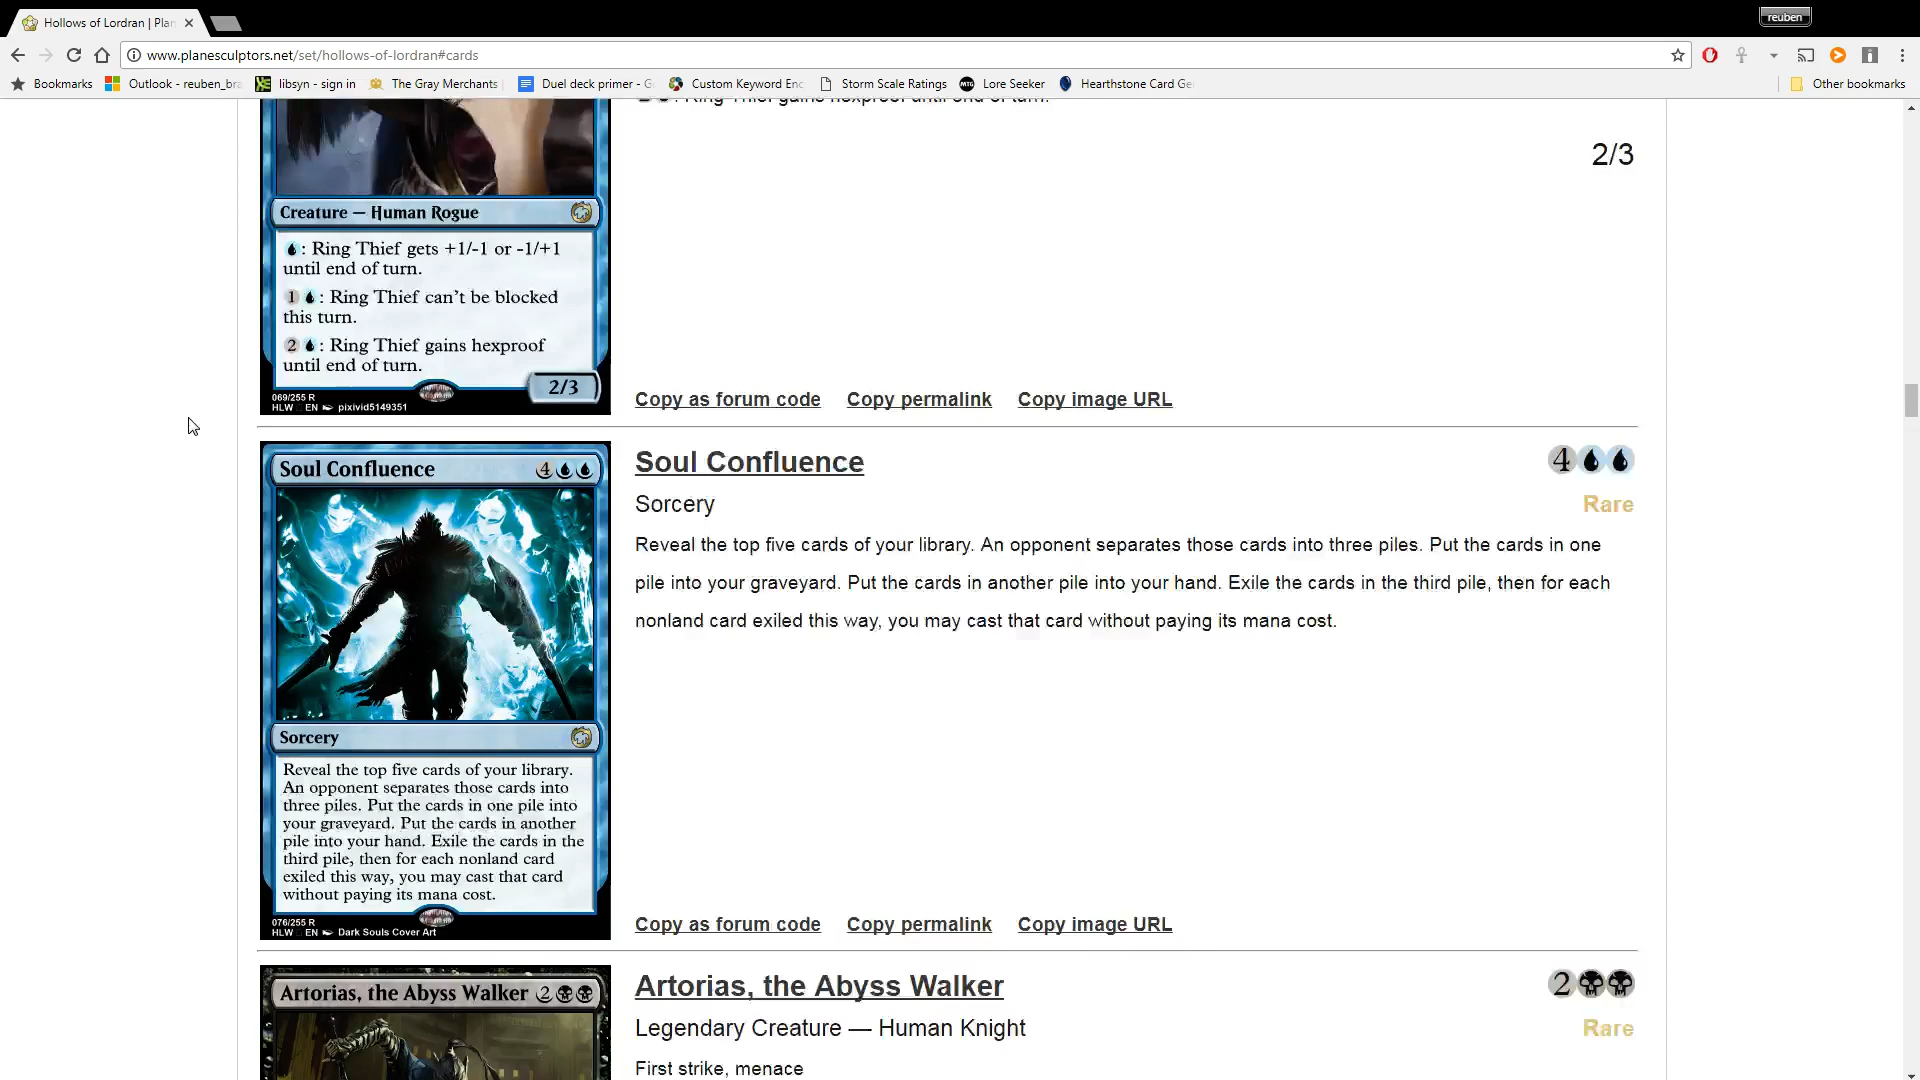 Hollows of Lordran | Plan
reuben
www.planesculptors.net/set/hollows-of-lordran#cards
Bookmarks
Outlook - reuben_bra
libsyn - sign in
The Gray Merchants
Duel deck primer - G
Custom Keyword Enc
Storm Scale Ratings
Lore Seeker
Hearthstone Card Ge
Other bookmarks
: Ring Thief gains hexproof until end of turn.
2/3
Creature — Human Rogue
: Ring Thief gets +1/-1 or -1/+1
until end of turn.
1 : Ring Thief can't be blocked
this turn.
2 : Ring Thief gains hexproof
until end of turn.
2/3
069/255 R
HLW EN pixivid5149351
Copy as forum code Copy permalink Copy image URL
Soul Confluence 4
Sorcery
Reveal the top five cards of your library.
An opponent separates those cards into
three piles. Put the cards in one pile into
your graveyard. Put the cards in another
pile into your hand. Exile the cards in the
third pile, then for each nonland card
exiled this way, you may cast that card
without paying its mana cost.
076/255 R
HLW EN Dark Souls Cover Art
Soul Confluence 4
Sorcery Rare
Reveal the top five cards of your library. An opponent separates those cards into three piles. Put the cards in one
pile into your graveyard. Put the cards in another pile into your hand. Exile the cards in the third pile, then for each
nonland card exiled this way, you may cast that card without paying its mana cost.
Copy as forum code Copy permalink Copy image URL
Artorias, the Abyss Walker 2
Artorias, the Abyss Walker 2
Legendary Creature — Human Knight Rare
First strike, menace